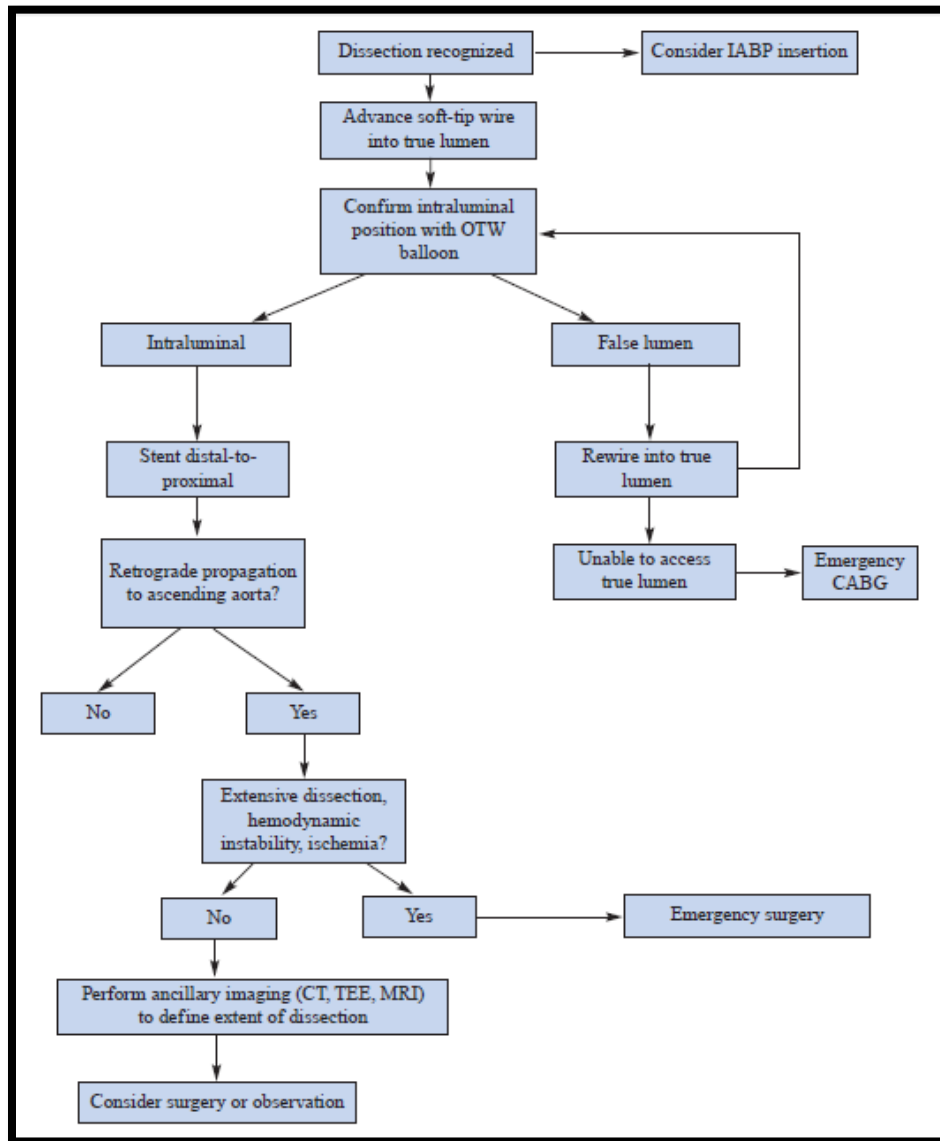 Dissection recognized
Consider IABP insertion
Advance soft-tip wire
into true lumen
Confirm intraluminal
position with OTW
balloon
Intraluminal
False lumen
Stent distal-to-
proximal
Rewire into true
lumen
Retrograde propagation
to ascending aorta?
Unable to access
true lumen
Emergency
CABG
No
Yes
Extensive dissection,
hemodynamic
instability, ischemia?
No
Yes
Emergency surgery
Perform ancillary imaging (CT, TEE, MRI)
to define extent of dissection
Consider surgery or observation